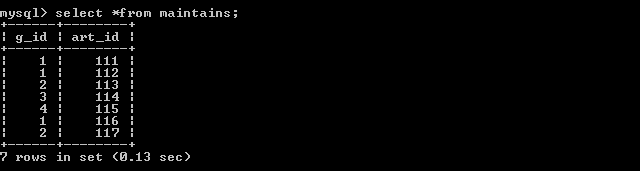 mysql> select *from maintains;
+------+--------+
| g_id | art_id |
+------+--------+
|    1 |    111 |
|    1 |    112 |
|    2 |    113 |
|    3 |    114 |
|    4 |    115 |
|    1 |    116 |
|    2 |    117 |
+------+--------+
7 rows in set (0.13 sec)